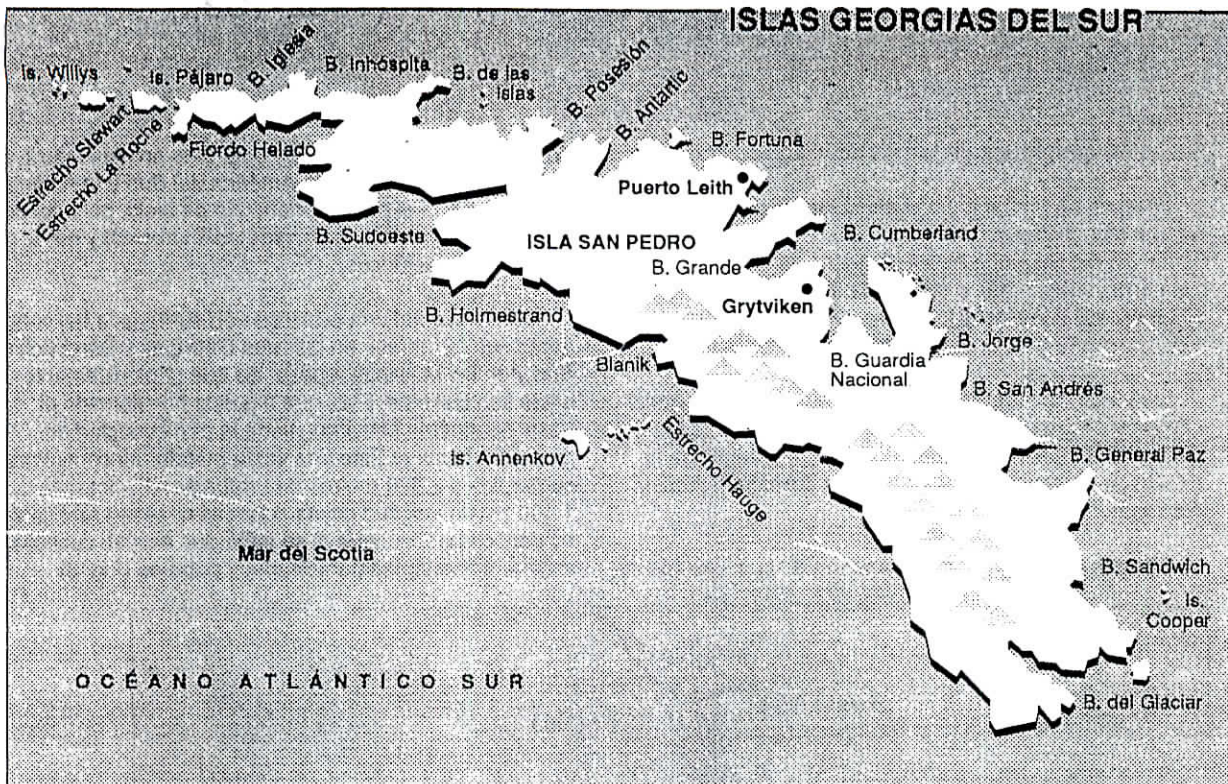 ISLAS GEORGIAS DEL SUR
Is. Willys
Is. Pájaro
B. Iglesia
B. Inhóspita
B. de las
Islas
B. Posesión
B. Antartic
B. Fortuna
Estrecho Stewart
Estrecho La Roche
Fiordo Helado
Puerto Leith
B. Sudoeste
ISLA SAN PEDRO
B. Cumberland
B. Grande
Grytviken
B. Holmestrand
B. Jorge
Blanik
B. Guardia
Nacional
B. San Andrés
Is. Annenkov
Estrecho Hauge
B. General Paz
Mar del Scotia
B. Sandwich
Is.
Cooper
OCÉANO ATLÁNTICO SUR
B. del Glaciar